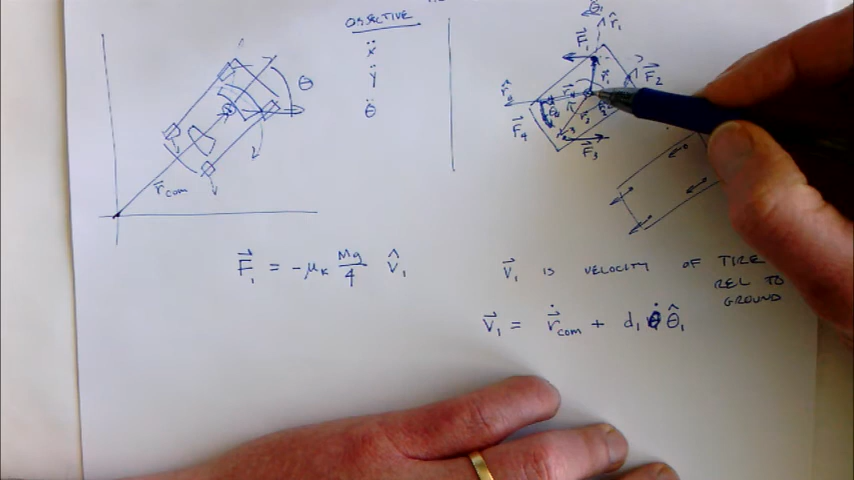 OBJECTIVE
ẍ
ÿ
θ̈
θ
r⃗com
θ̂₁
r̂₁
F⃗₁
F⃗₂
F⃗₄
F⃗₃
F⃗₁ = -μₖ Mg/4 v̂₁
v⃗₁ IS VELOCITY OF TIRE
REL TO
GROUND
v⃗₁ = ṙ⃗com + d₁ θ̇ θ̂₁